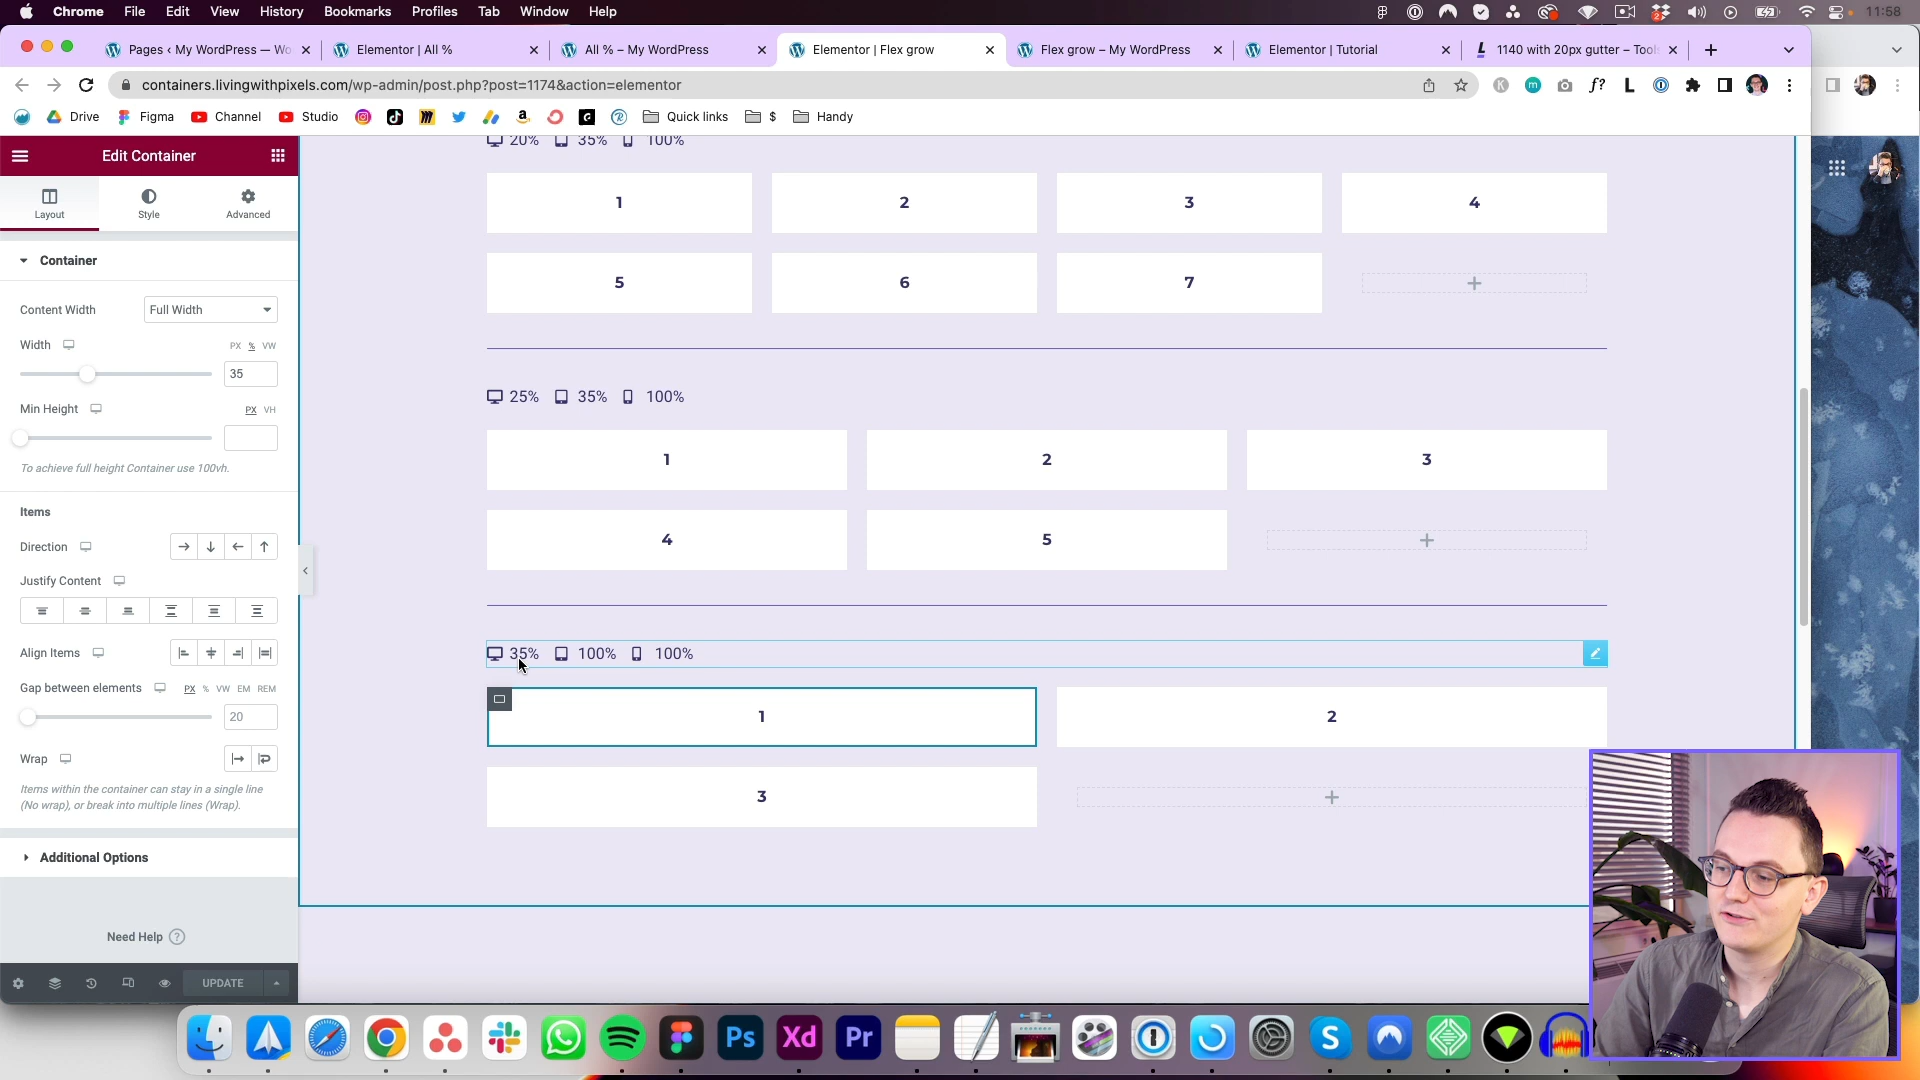 Chrome File Edit View History Bookmarks Profiles Tab Window Help 11:58
Pages ‹ My WordPress — Wo Elementor | All % All % – My WordPress Elementor | Flex grow Flex grow – My WordPress Elementor | Tutorial 1140 with 20px gutter – Tools
containers.livingwithpixels.com/wp-admin/post.php?post=1174&action=elementor
Drive Figma Channel Studio Quick links $ Handy
Edit Container
Layout Style Advanced
Container
Content Width Full Width
Width PX % VW
35
Min Height PX VH
To achieve full height Container use 100vh.
Items
Direction
Justify Content
Align Items
Gap between elements PX % VW EM REM
20
Wrap
Items within the container can stay in a single line
(No wrap), or break into multiple lines (Wrap).
Additional Options
Need Help ?
UPDATE
20% 35% 100%
1 2 3 4
5 6 7
25% 35% 100%
1 2 3
4 5
35% 100% 100%
1 2
3
Ps Xd Pr